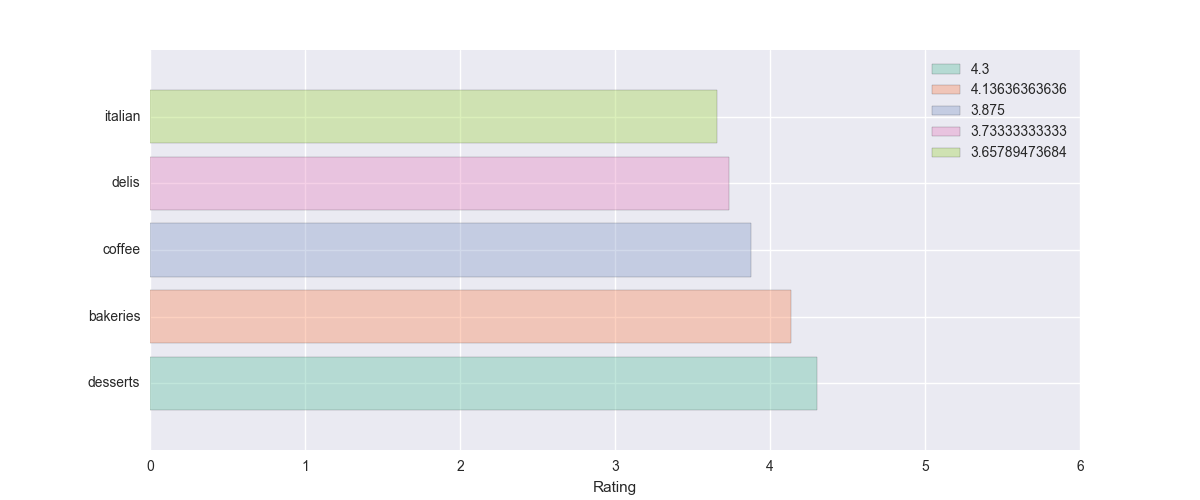 4.3
4.13636363636
3.875
3.73333333333
3.65789473684
italian
delis
coffee
bakeries
desserts
0 1 2 3 4 5 6
Rating